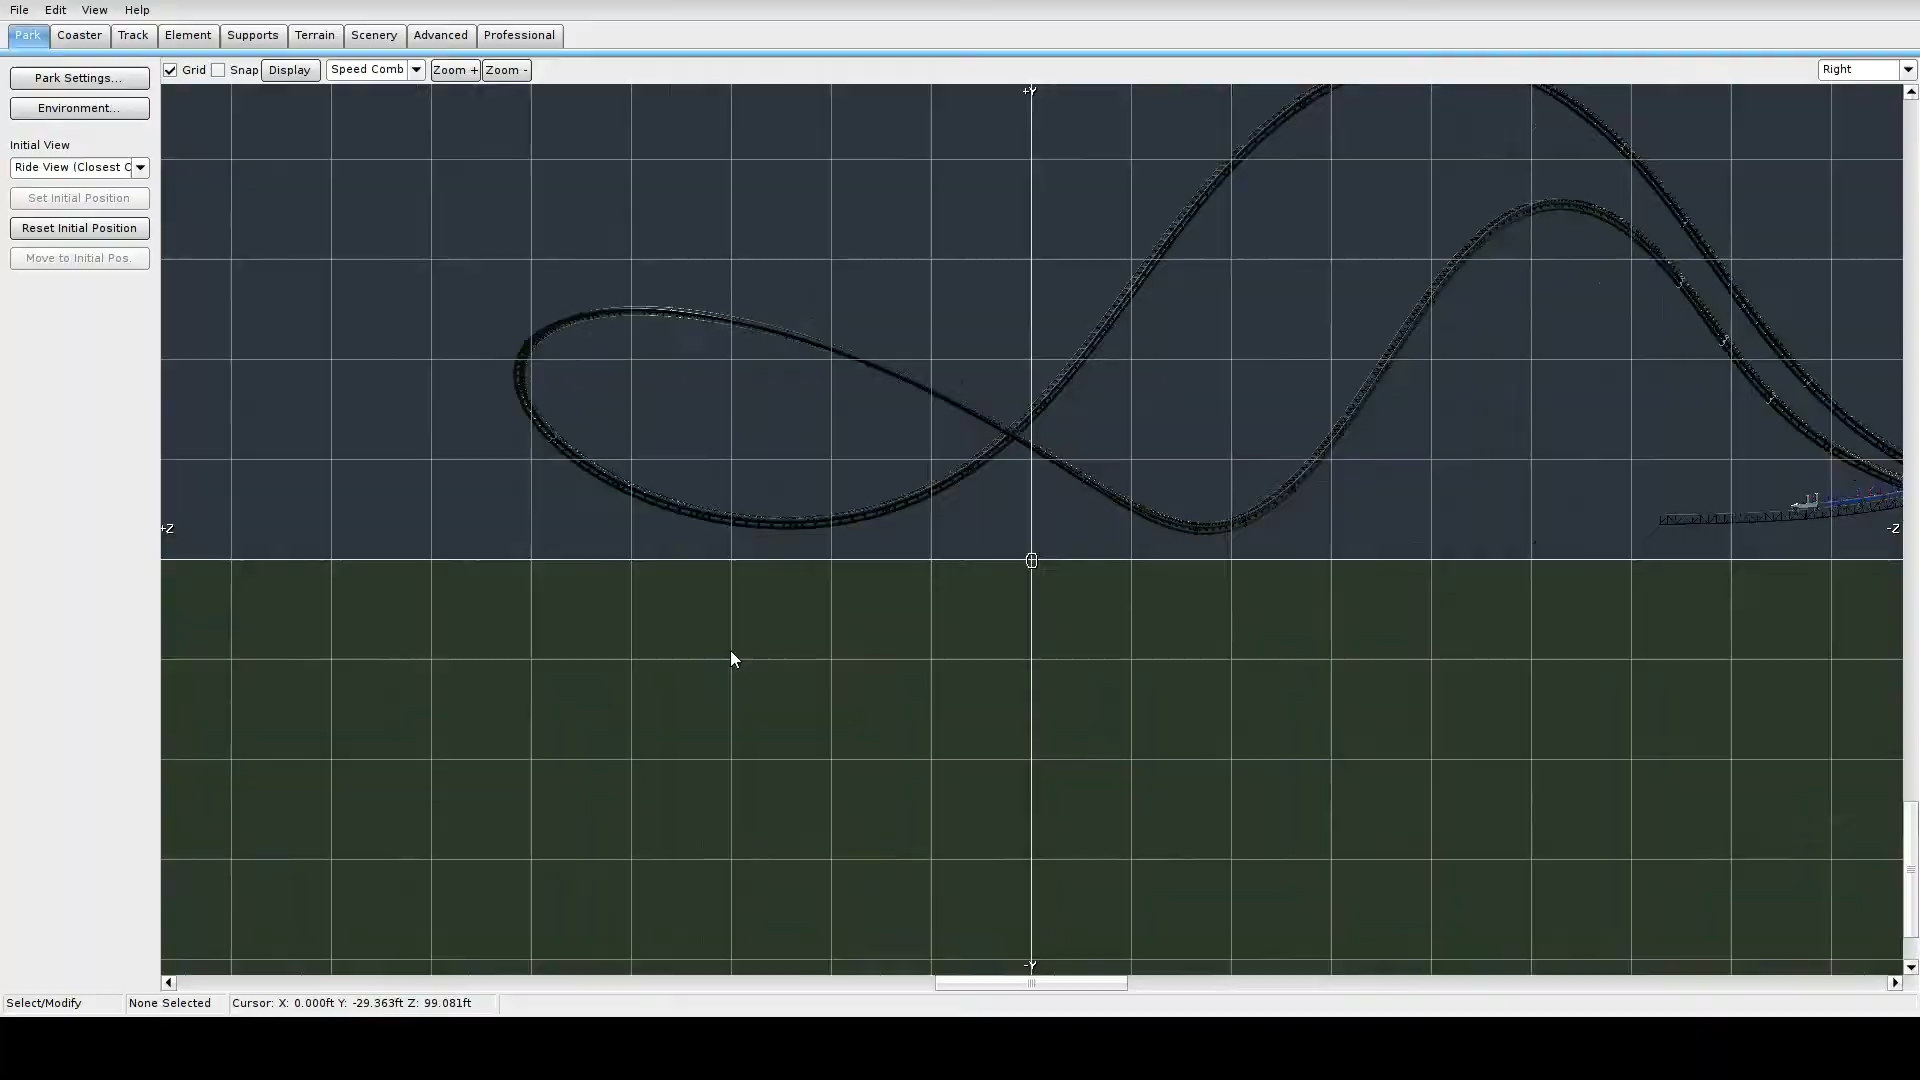 File Edit View Help
Park Coaster Track Element Supports Terrain Scenery Advanced Professional
Park Settings...
Environment...
Initial View
Ride View (Closest C
Set Initial Position
Reset Initial Position
Move to Initial Pos.
Grid Snap Display Speed Comb Zoom + Zoom - Right
+Y
+Z
-Z
0
-Y
Select/Modify None Selected Cursor: X: 0.000ft Y: -29.363ft Z: 99.081ft